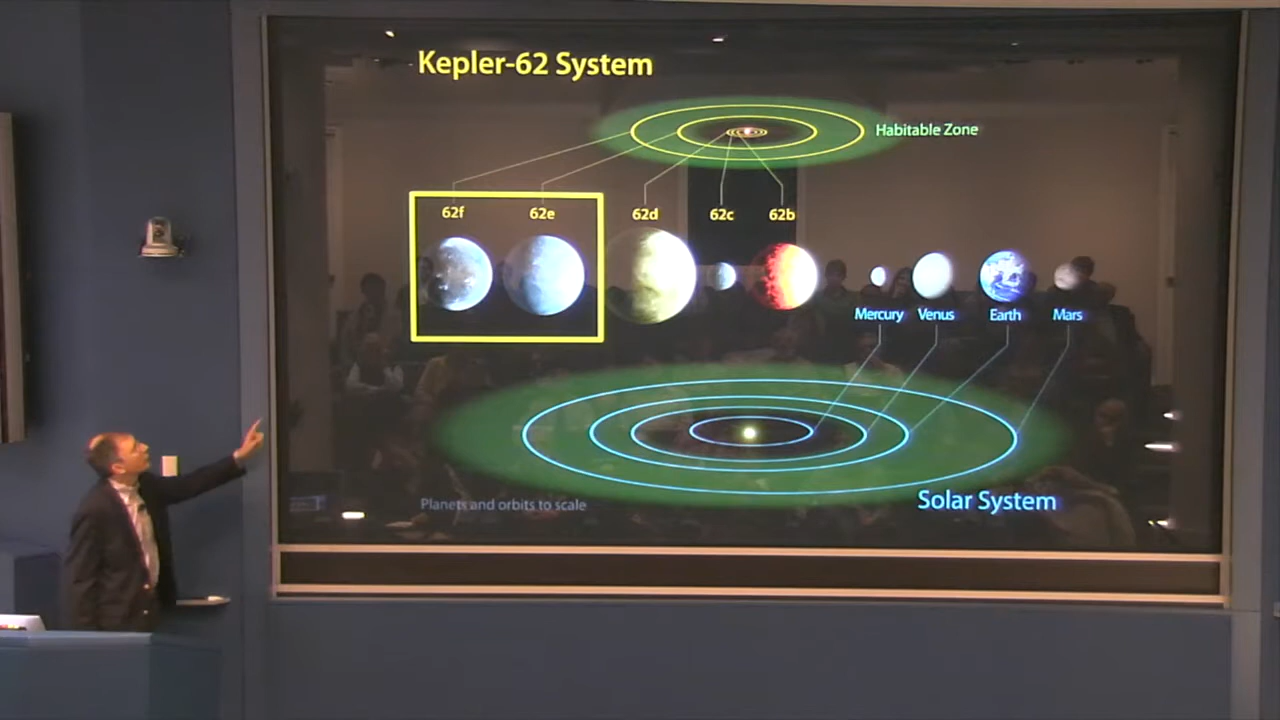 Kepler-62 System
Habitable Zone
62f 62e 62d 62c 62b
Mercury Venus Earth Mars
Solar System
Planets and orbits to scale